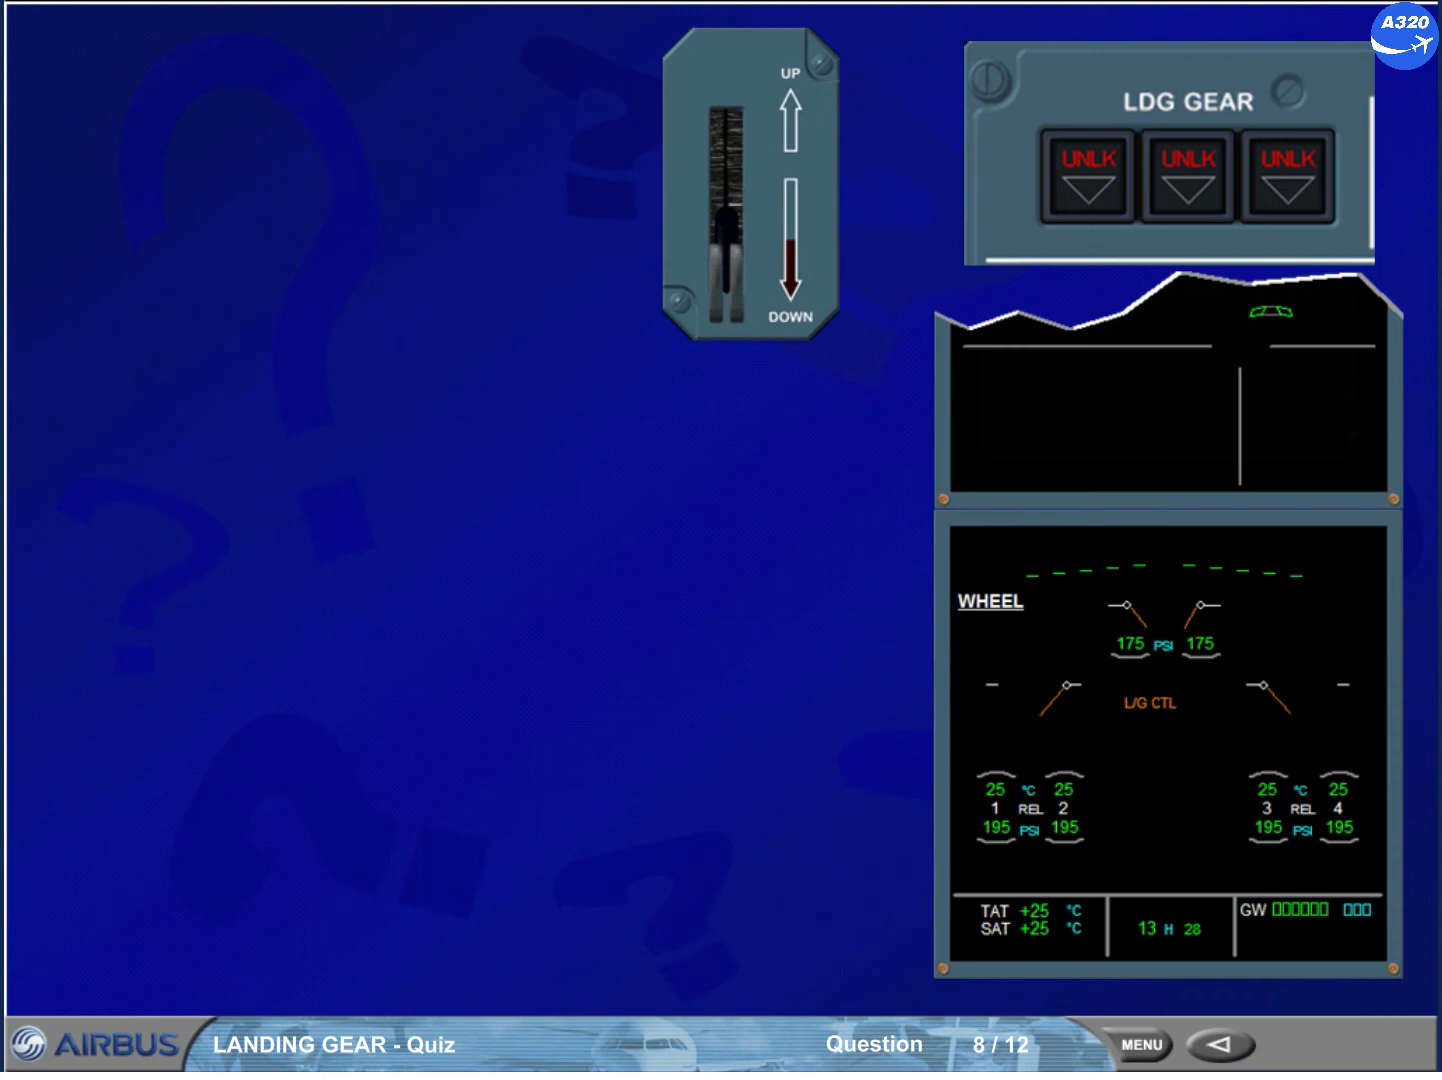 A320
UP
DOWN
LDG GEAR
UNLK UNLK UNLK
WHEEL
175 PSI 175
L/G CTL
25 °C 25 25 °C 25
1 REL 2 3 REL 4
195 PSI 195 195 PSI 195
TAT +25 °C
SAT +25 °C
13 H 28
GW
AIRBUS
LANDING GEAR - Quiz
Question 8 / 12
MENU